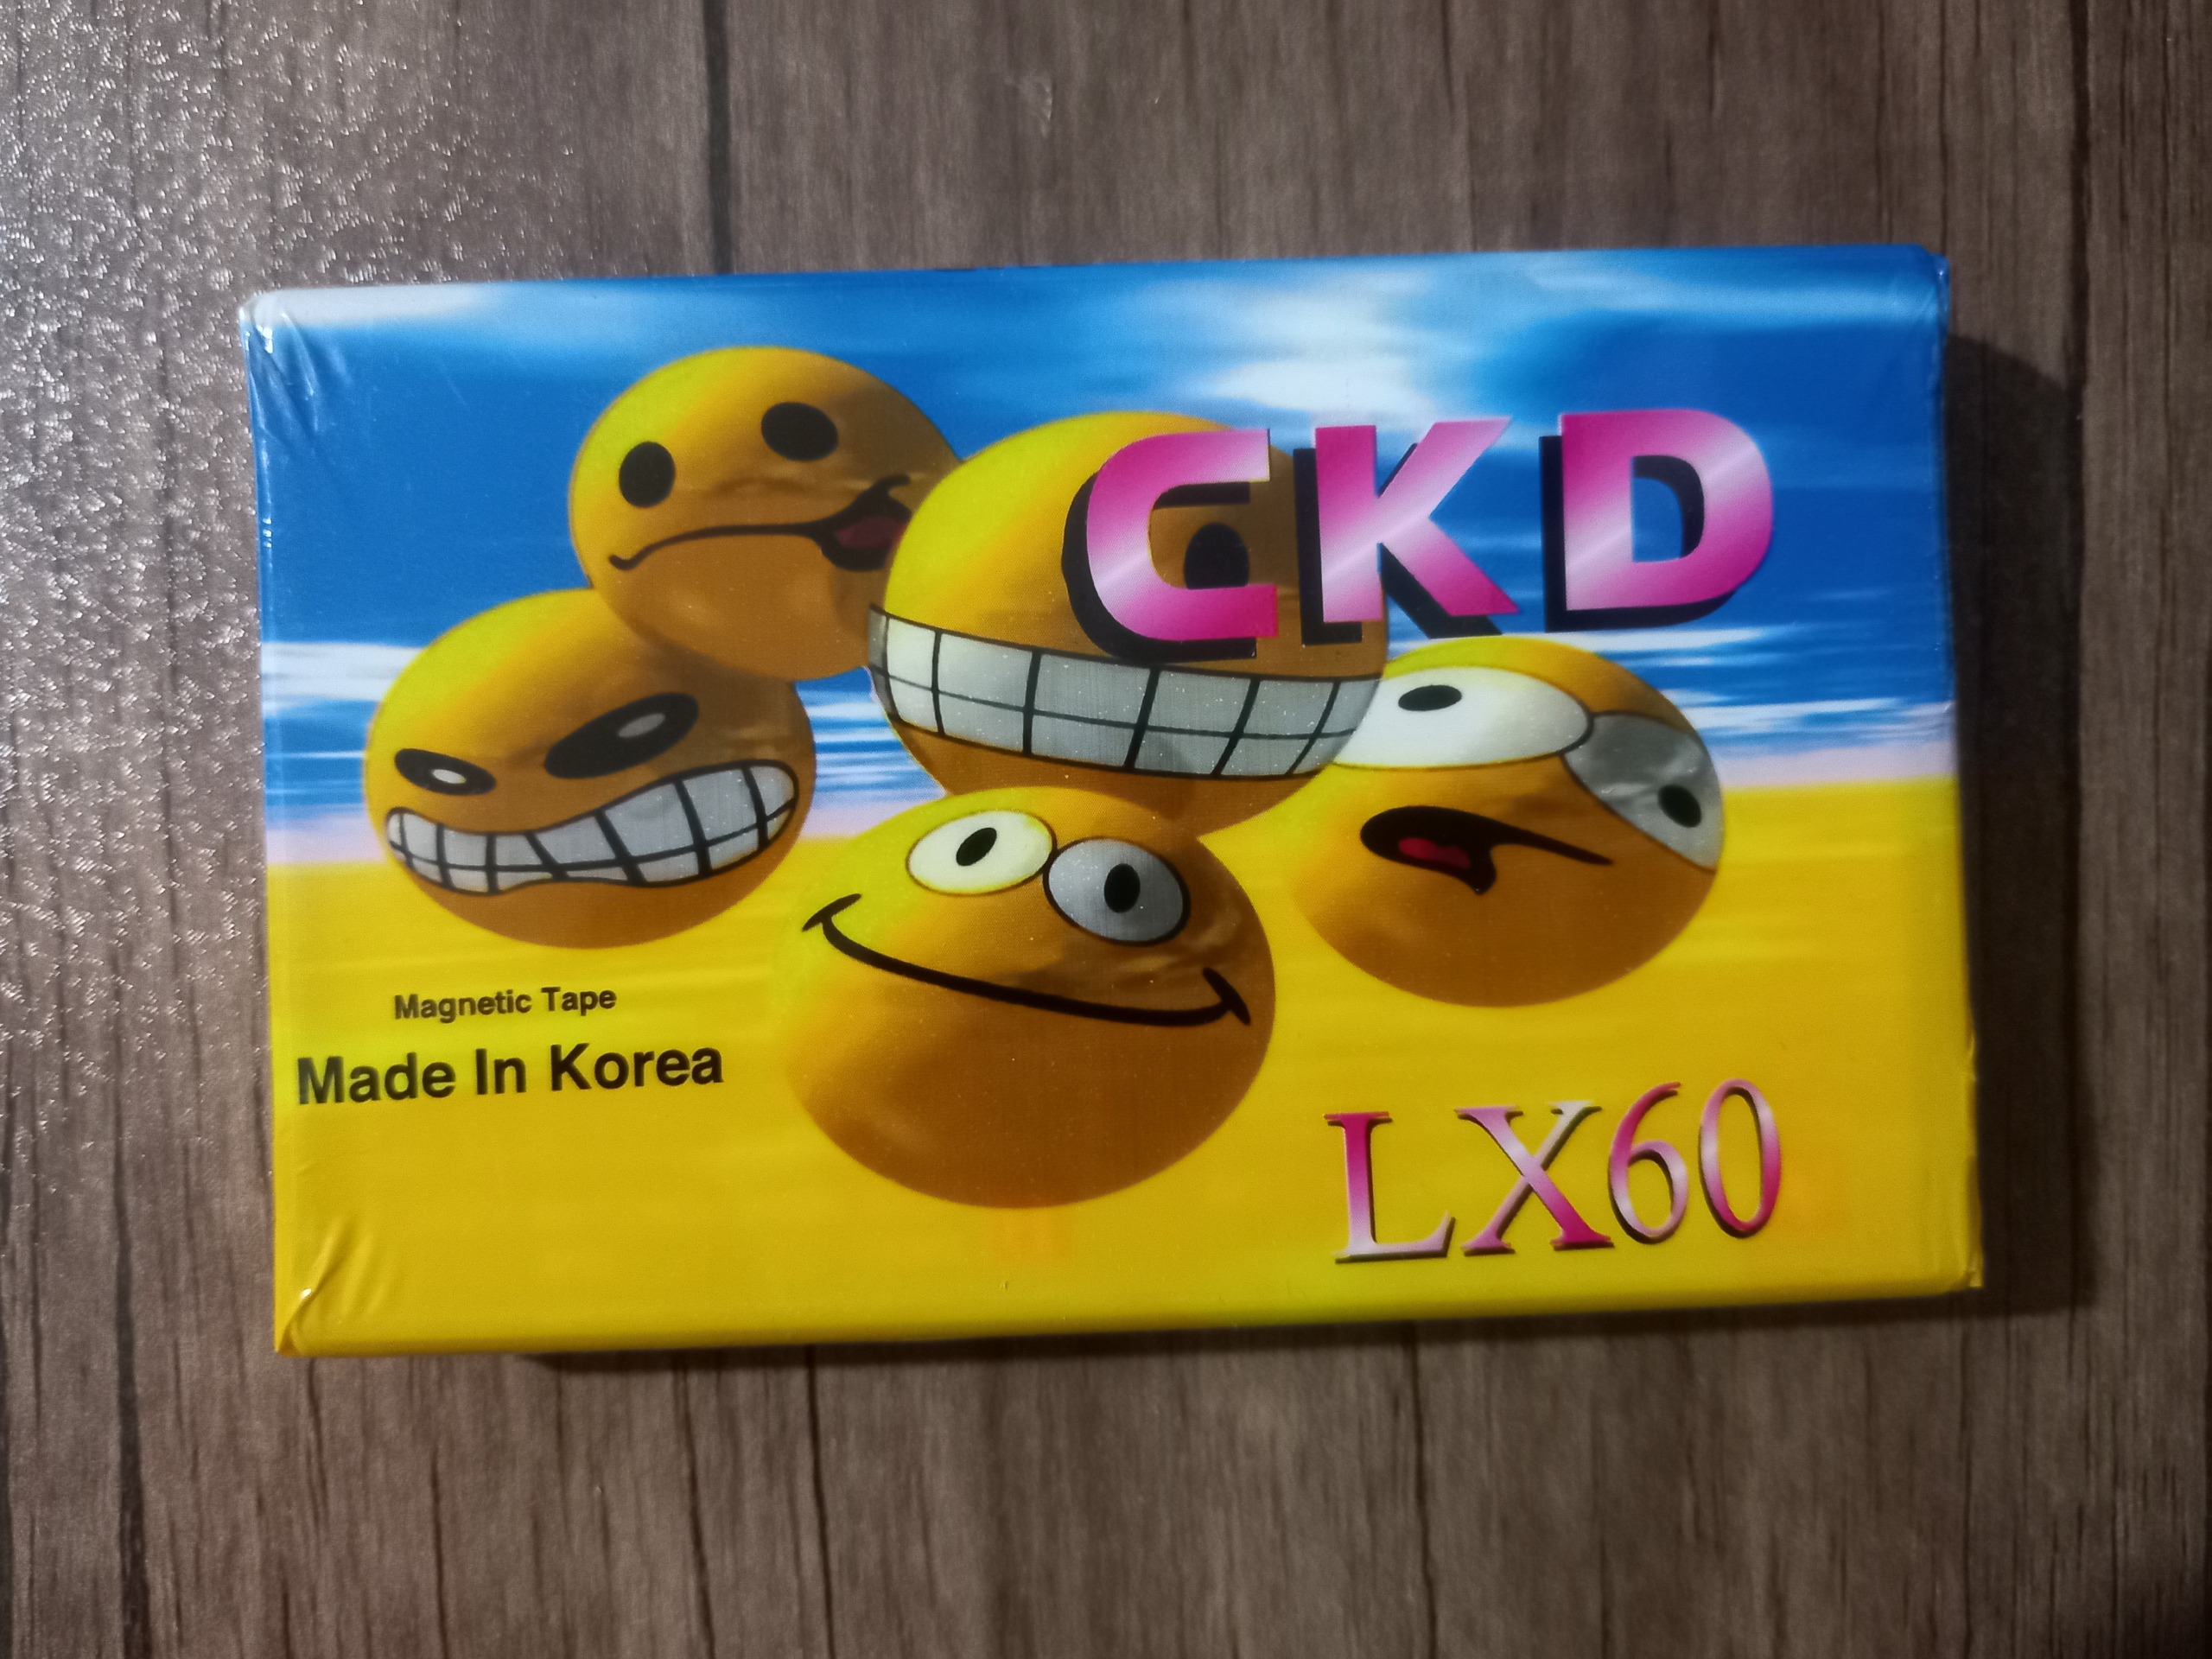 CKD
Magnetic Tape
Made In Korea
LX60